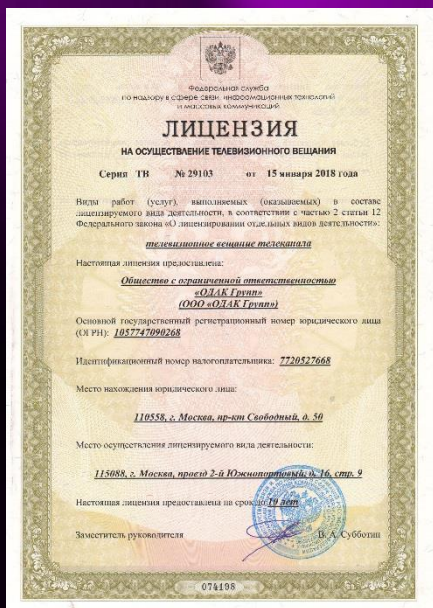 Федеральная служба
по надзору в сфере связи, информационных технологий
и массовых коммуникаций
ЛИЦЕНЗИЯ
НА ОСУЩЕСТВЛЕНИЕ ТЕЛЕВИЗИОННОГО ВЕЩАНИЯ
Серия ТВ № 29103 от 15 января 2018 года
Виды работ (услуг), выполняемых (оказываемых) в составе
лицензируемого вида деятельности, в соответствии с частью 2 статьи 12
Федерального закона «О лицензировании отдельных видов деятельности»:
телевизионное вещание телеканала
Настоящая лицензия предоставлена:
Общество с ограниченной ответственностью
«ОДАК Групп»
(ООО «ОДАК Групп»)
Основной государственный регистрационный номер юридического лица
(ОГРН): 1057747090268
Идентификационный номер налогоплательщика: 7720527668
Место нахождения юридического лица:
110558, г. Москва, пр-кт Свободный, д. 50
Место осуществления лицензируемого вида деятельности:
115088, г. Москва, проезд 2-й Южнопортовый, д. 16, стр. 9
Настоящая лицензия предоставлена на срок до 10 лет
Заместитель руководителя В. А. Субботин
074198